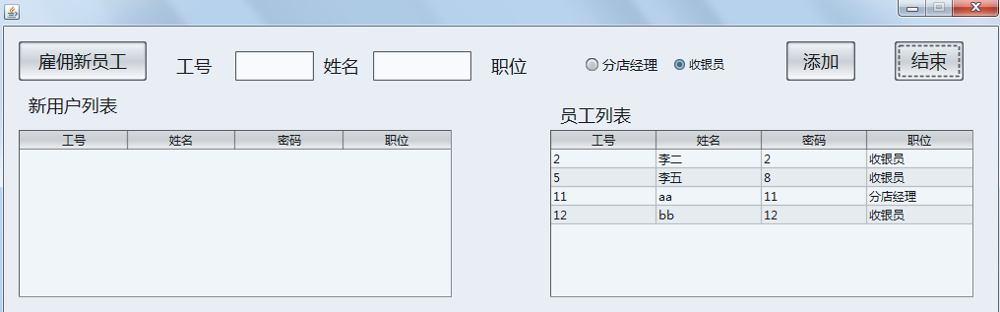 雇佣新员工 工号 姓名 职位 分店经理 收银员 添加 结束
新用户列表
员工列表
工号 姓名 密码 职位
工号 姓名 密码 职位
2 李二 2 收银员
5 李五 8 收银员
11 aa 11 分店经理
12 bb 12 收银员